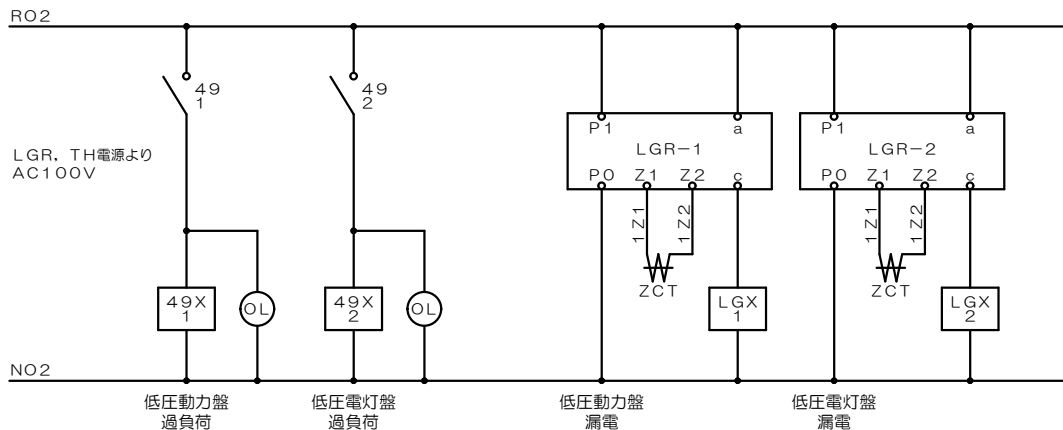 RO2
49
1
49
2
LGR, TH電源より
AC100V
P1
a
LGR-1
PO
Z1
Z2
c
1Z1
1Z2
ZCT
P1
a
LGR-2
PO
Z1
Z2
c
1Z1
1Z2
ZCT
49X
1
OL
49X
2
OL
LGX
1
LGX
2
NO2
低圧動力盤
過負荷
低圧電灯盤
過負荷
低圧動力盤
漏電
低圧電灯盤
漏電